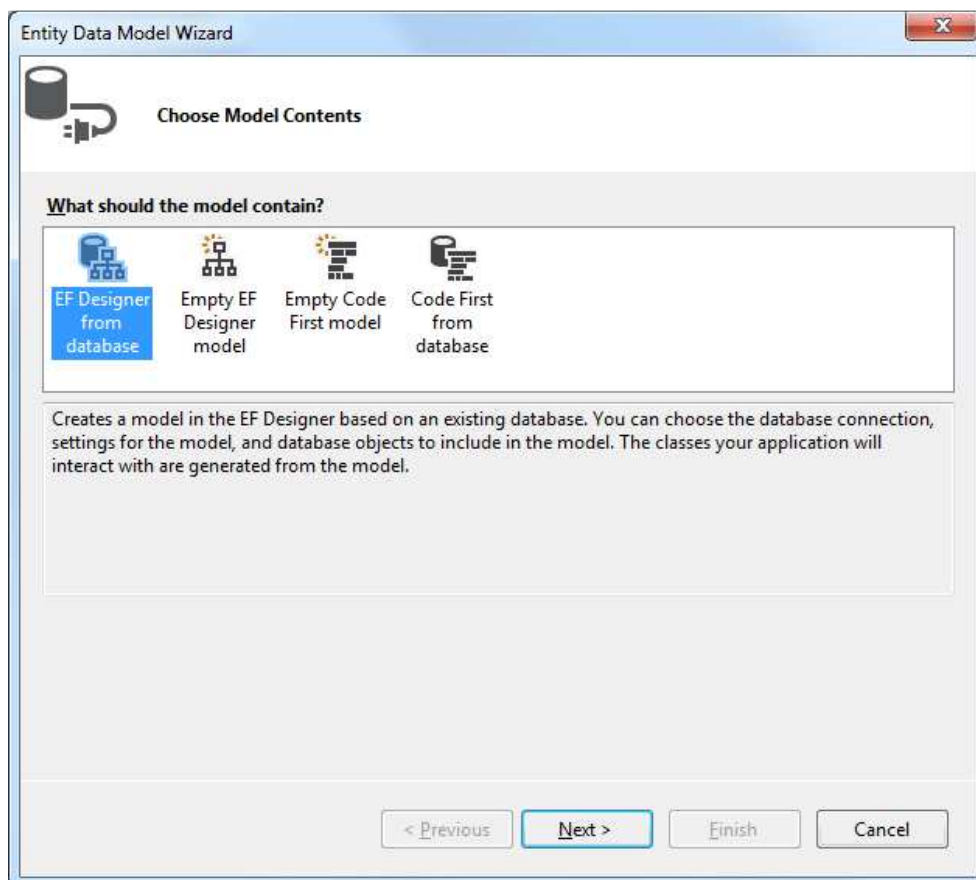 Entity Data Model Wizard
Choose Model Contents
What should the model contain?
EF Designer
from
database
Empty EF
Designer
model
Empty Code
First model
Code First
from
database
Creates a model in the EF Designer based on an existing database. You can choose the database connection,
settings for the model, and database objects to include in the model. The classes your application will
interact with are generated from the model.
< Previous
Next >
Finish
Cancel